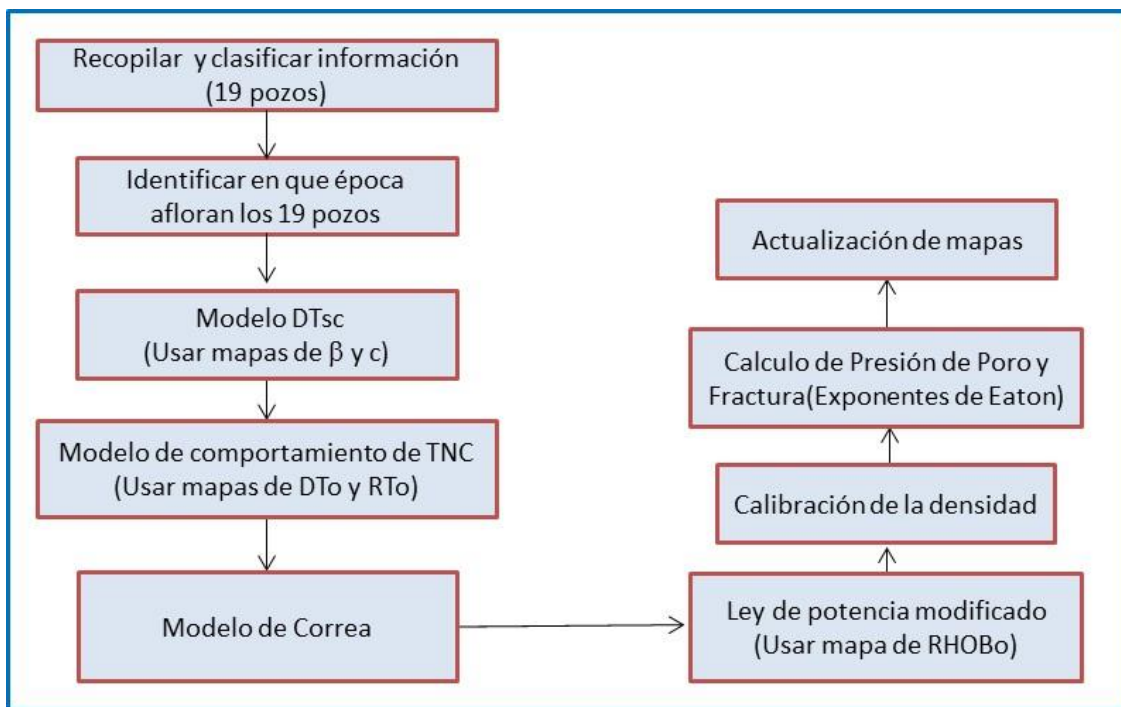 Recopilar y clasificar información
(19 pozos)
Identificar en que época
afloran los 19 pozos
Modelo DTsc
(Usar mapas de β y c)
Modelo de comportamiento de TNC
(Usar mapas de DTo y RTo)
Modelo de Correa
Ley de potencia modificado
(Usar mapa de RHOBo)
Calibración de la densidad
Calculo de Presión de Poro y
Fractura(Exponentes de Eaton)
Actualización de mapas